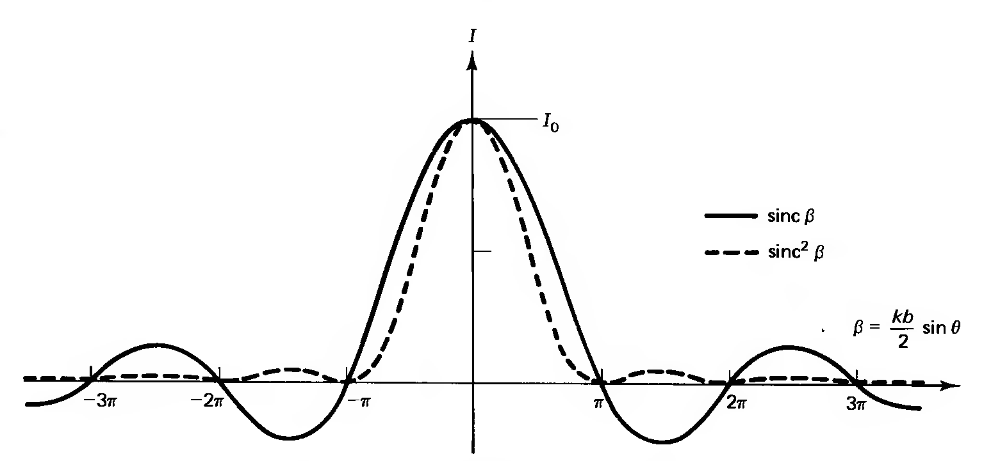 I
I₀
sinc β
sinc² β
β = kb/2 sin θ
−3π −2π −π π 2π 3π